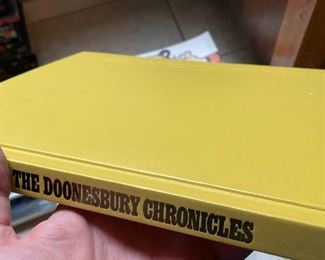 THE DOONESBURY CHRONICLES